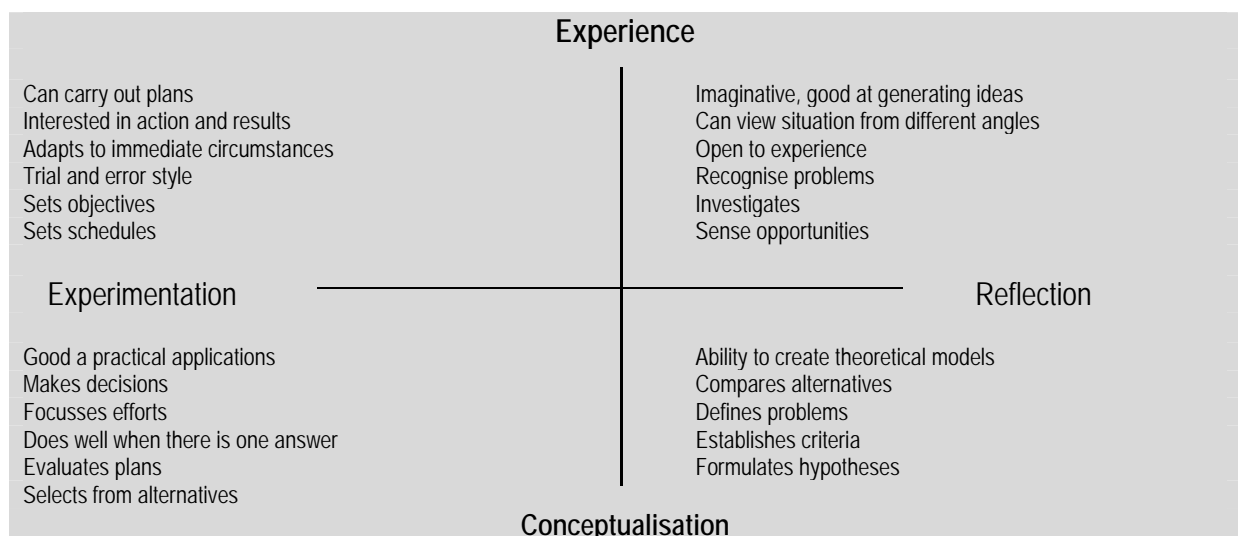 Experience
Can carry out plans
Interested in action and results
Adapts to immediate circumstances
Trial and error style
Sets objectives
Sets schedules
Imaginative, good at generating ideas
Can view situation from different angles
Open to experience
Recognise problems
Investigates
Sense opportunities
Experimentation
Reflection
Good a practical applications
Makes decisions
Focusses efforts
Does well when there is one answer
Evaluates plans
Selects from alternatives
Ability to create theoretical models
Compares alternatives
Defines problems
Establishes criteria
Formulates hypotheses
Conceptualisation